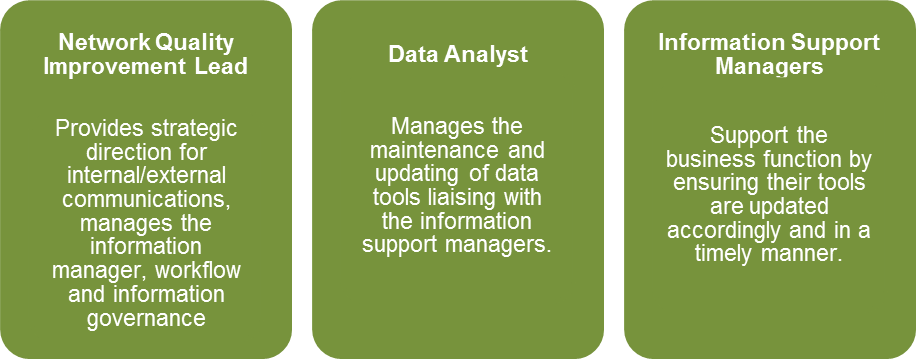 Network Quality
Improvement Lead
Provides strategic
direction for
internal/external
communications,
manages the
information
manager, workflow
and information
governance
Data Analyst
Manages the
maintenance and
updating of data
tools liaising with
the information
support managers.
Information Support
Managers
Support the
business function by
ensuring their tools
are updated
accordingly and in a
timely manner.